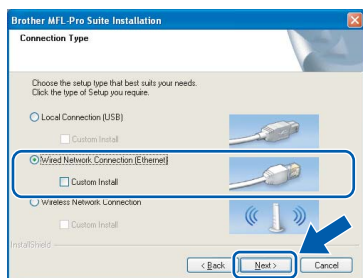 Brother MFL-Pro Suite Installation
Connection Type
Choose the setup type that best suits your needs.
Click the type of Setup you require.
Local Connection (USB)
Custom Install
Wired Network Connection (Ethernet)
Custom Install
Wireless Network Connection
Custom Install
InstallShield
< Back
Next >
Cancel